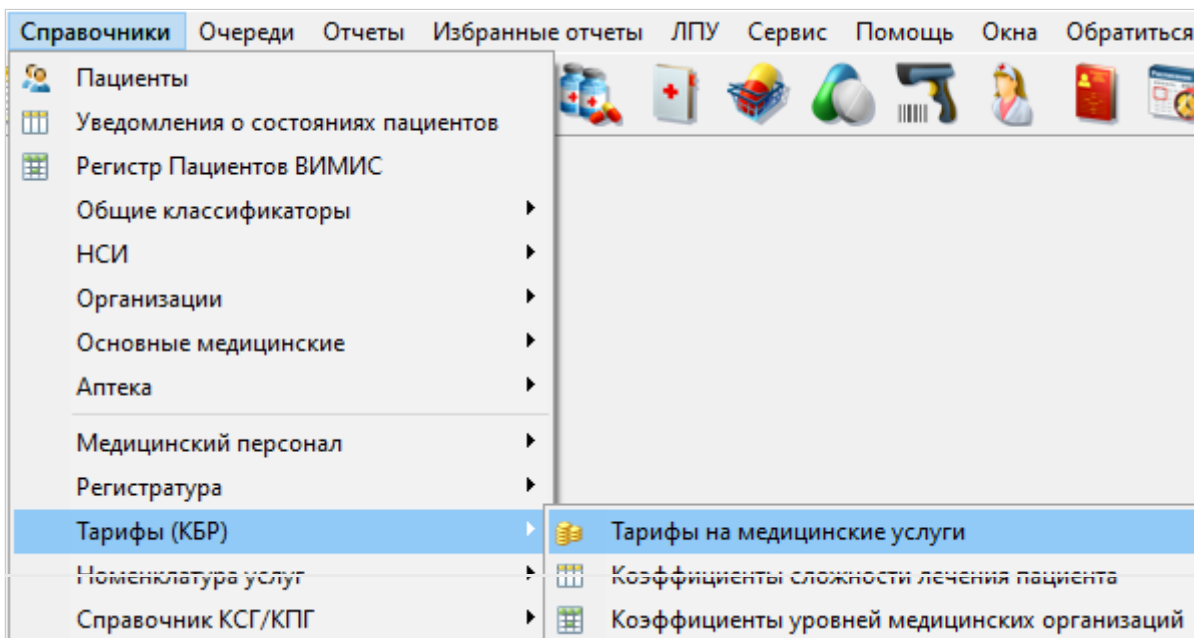 Справочники Очереди Отчеты Избранные отчеты ЛПУ Сервис Помощь Окна Обратиться
Пациенты
Уведомления о состояниях пациентов
Регистр Пациентов ВИМИС
Общие классификаторы
НСИ
Организации
Основные медицинские
Аптека
Медицинский персонал
Регистратура
Тарифы (КБР) Тарифы на медицинские услуги
Номенклатура услуг Коэффициенты сложности лечения пациента
Справочник КСГ/КПГ Коэффициенты уровней медицинских организаций